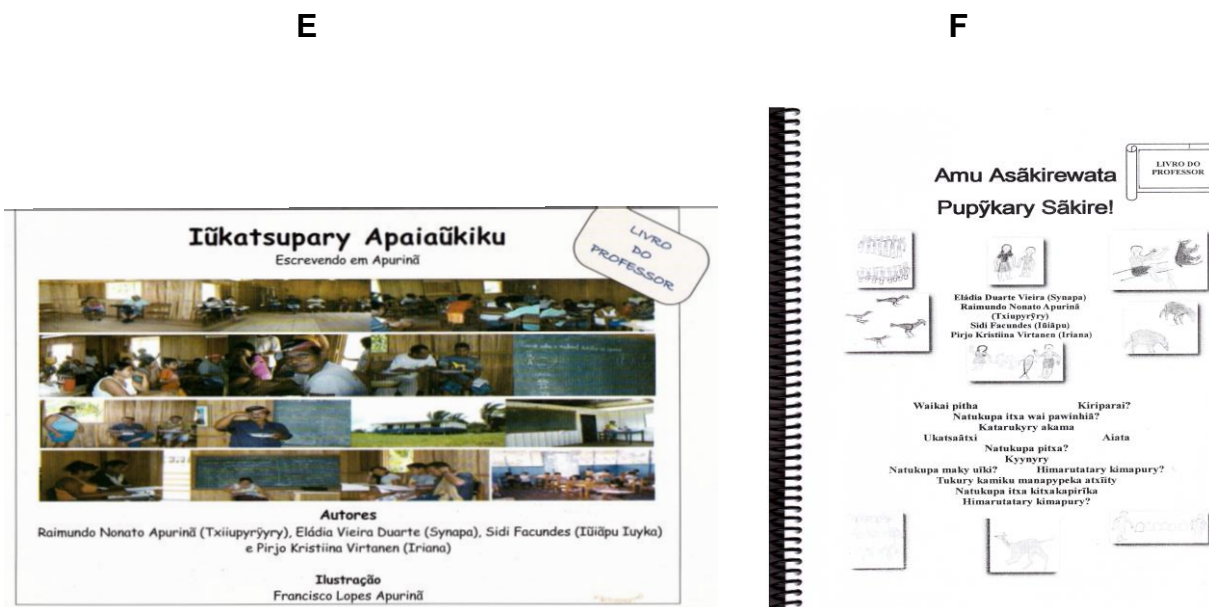 E
F
Iũkatsupary Apaiaũkiku
Escrevendo em Apurinã
LIVRO
DO
PROFESSOR
Autores
Raimundo Nonato Apurinã (Txiiupyrỹyry), Eládia Vieira Duarte (Synapa), Sidi Facundes (Iũiãpu Iuyka)
e Pirjo Kristiina Virtanen (Iriana)
Ilustração
Francisco Lopes Apurinã
Amu Asãkirewata
Pupỹkary Sãkire!
LIVRO DO
PROFESSOR
Eládia Duarte Vieira (Synapa)
Raimundo Nonato Apurinã
(Txiupyrỹry)
Sidi Facundes (Iũiãpu)
Pirjo Kristiina Virtanen (Iriana)
Waikai pitha Kiriparai?
Natukupa itxa wai pawinhiã?
Katarukyry akama
Ukatsaãtxi Aiata
Natukupa pitxa?
Kyynyry
Natukupa maky uĩki? Himarutatary kimapury?
Tukury kamiku manapypeka atxiĩty
Natukupa itxa kitxakapirĩka
Himarutatary kimapury?